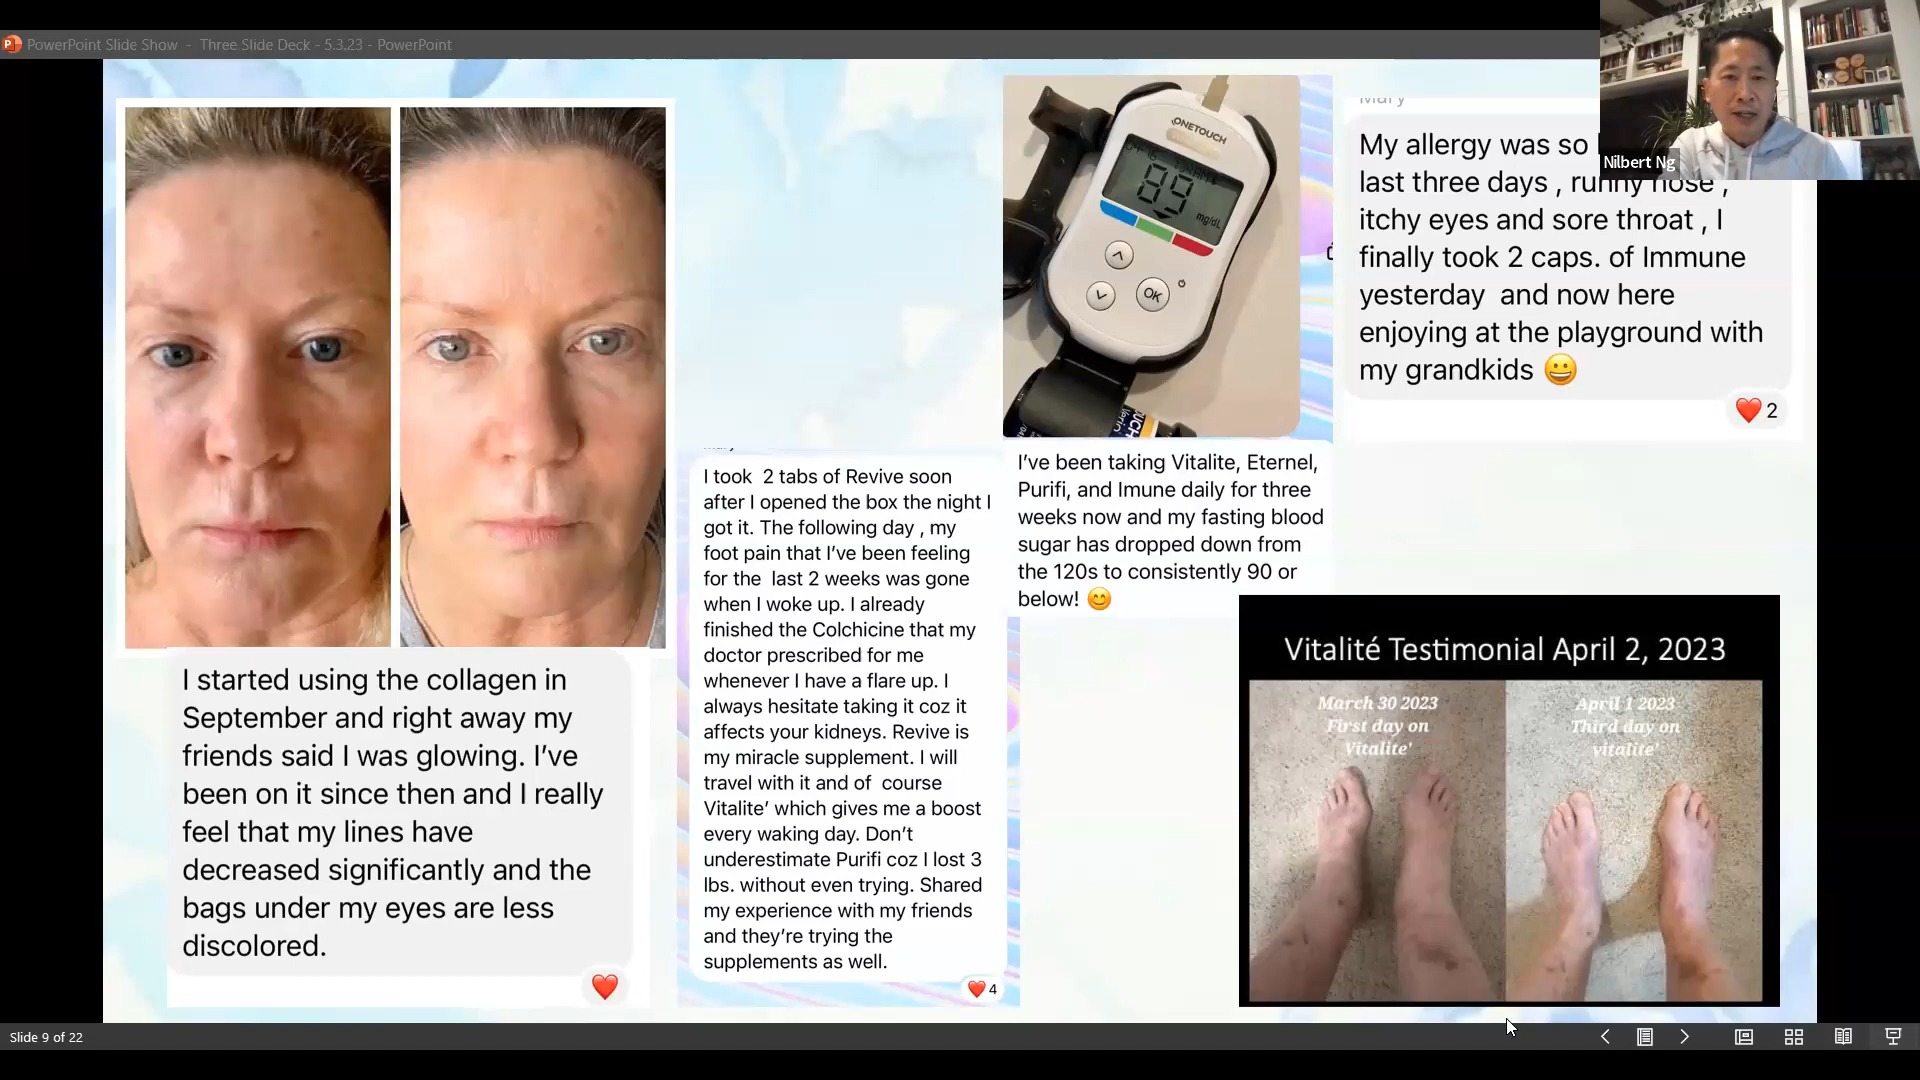 PowerPoint Slide Show - Three Slide Deck - 5.3.23 - PowerPoint
Nilbert Ng
I started using the collagen in
September and right away my
friends said I was glowing. I’ve
been on it since then and I really
feel that my lines have
decreased significantly and the
bags under my eyes are less
discolored.
I took 2 tabs of Revive soon
after I opened the box the night I
got it. The following day , my
foot pain that I’ve been feeling
for the last 2 weeks was gone
when I woke up. I already
finished the Colchicine that my
doctor prescribed for me
whenever I have a flare up. I
always hesitate taking it coz it
affects your kidneys. Revive is
my miracle supplement. I will
travel with it and of course
Vitalite’ which gives me a boost
every waking day. Don’t
underestimate Purifi coz I lost 3
lbs. without even trying. Shared
my experience with my friends
and they’re trying the
supplements as well.
4
ONETOUCH
89
mg/dL
OK
I’ve been taking Vitalite, Eternel,
Purifi, and Imune daily for three
weeks now and my fasting blood
sugar has dropped down from
the 120s to consistently 90 or
below! 😊
Mary
My allergy was so
last three days , runny nose ,
itchy eyes and sore throat , I
finally took 2 caps. of Immune
yesterday and now here
enjoying at the playground with
my grandkids 😀
2
Vitalité Testimonial April 2, 2023
March 30 2023
First day on
Vitalite'
April 1 2023
Third day on
vitalite'
Slide 9 of 22